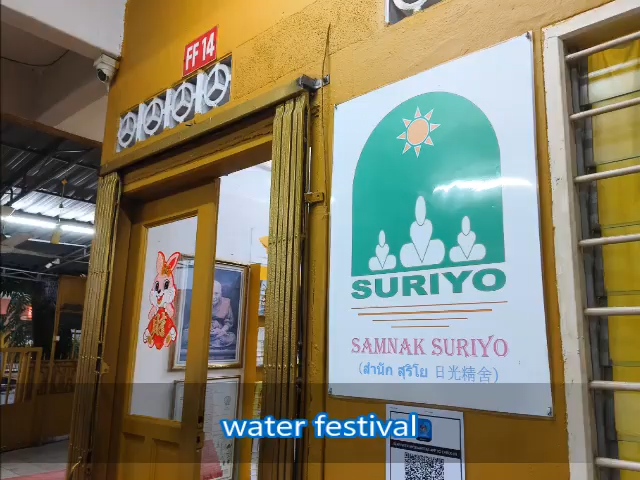 FF 14
財
SURIYO
SAMNAK SURIYO
(สำนัก สุริโย 日光精舍)
water festival